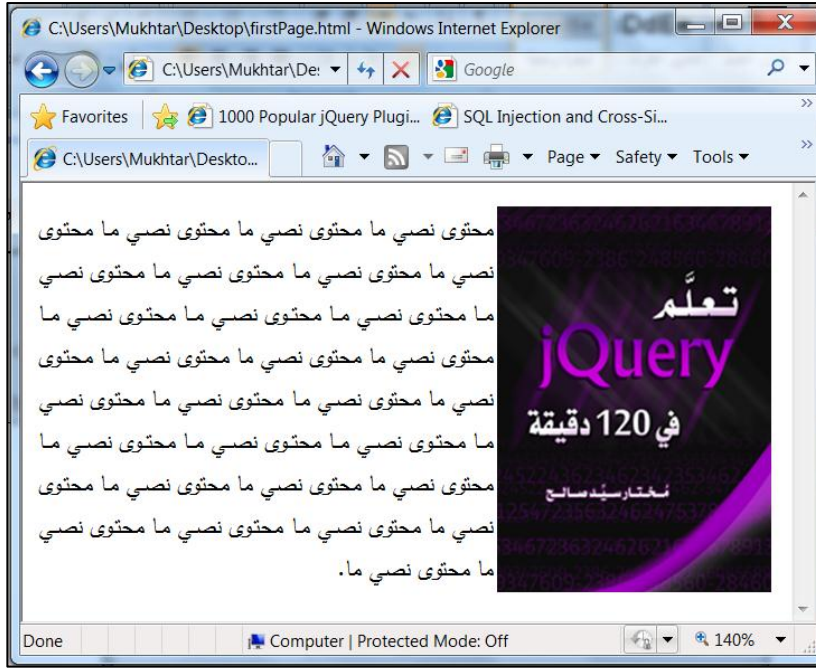 C:\Users\Mukhtar\Desktop\firstPage.html - Windows Internet Explorer
C:\Users\Mukhtar\De:
Google
Favorites
1000 Popular jQuery Plugi...
SQL Injection and Cross-Si...
C:\Users\Mukhtar\Deskto...
Page
Safety
Tools
تعلَّم
jQuery
في 120 دقيقة
مُختار سيِّد صالح
محتوى نصي ما محتوى نصي ما محتوى نصي ما محتوى
نصي ما محتوى نصي ما محتوى نصي ما محتوى نصي
ما محتوى نصي ما محتوى نصي ما محتوى نصي ما
محتوى نصي ما محتوى نصي ما محتوى نصي ما محتوى
نصي ما محتوى نصي ما محتوى نصي ما محتوى نصي
ما محتوى نصي ما محتوى نصي ما محتوى نصي ما
محتوى نصي ما محتوى نصي ما محتوى نصي ما محتوى
نصي ما محتوى نصي ما محتوى نصي ما محتوى نصي
ما محتوى نصي ما.
Done
Computer | Protected Mode: Off
140%